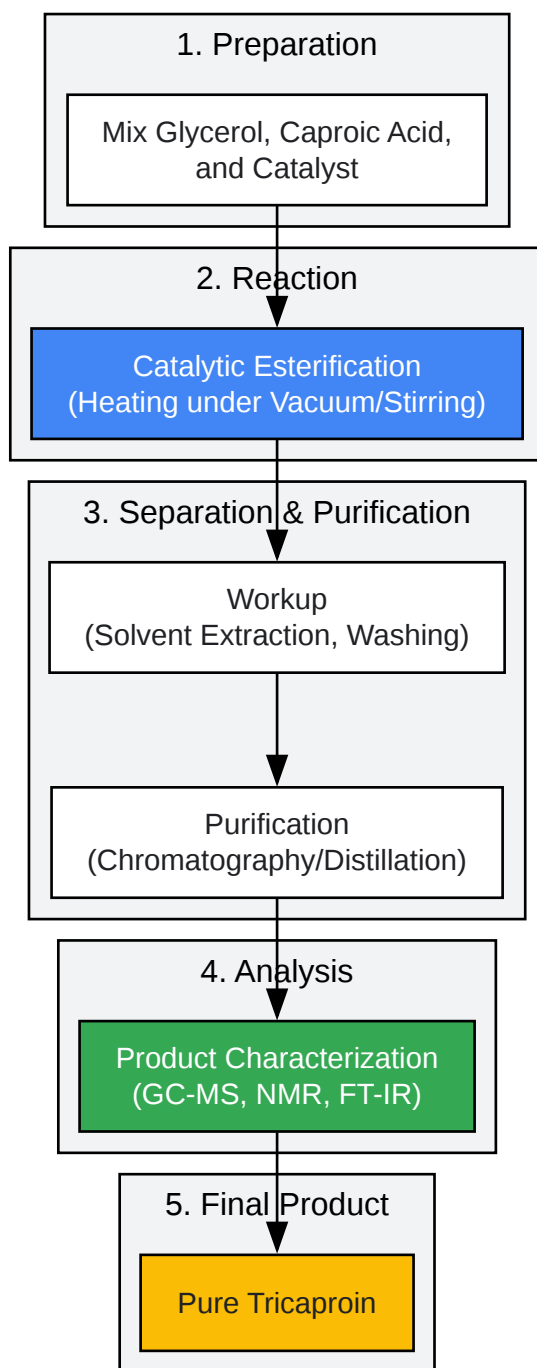 1. Preparation
Mix Glycerol, Caproic Acid,
and Catalyst
2. Reaction
Catalytic Esterification
(Heating under Vacuum/Stirring)
3. Separation & Purification
Workup
(Solvent Extraction, Washing)
Purification
(Chromatography/Distillation)
4. Analysis
Product Characterization
(GC-MS, NMR, FT-IR)
5. Final Product
Pure Tricaproin